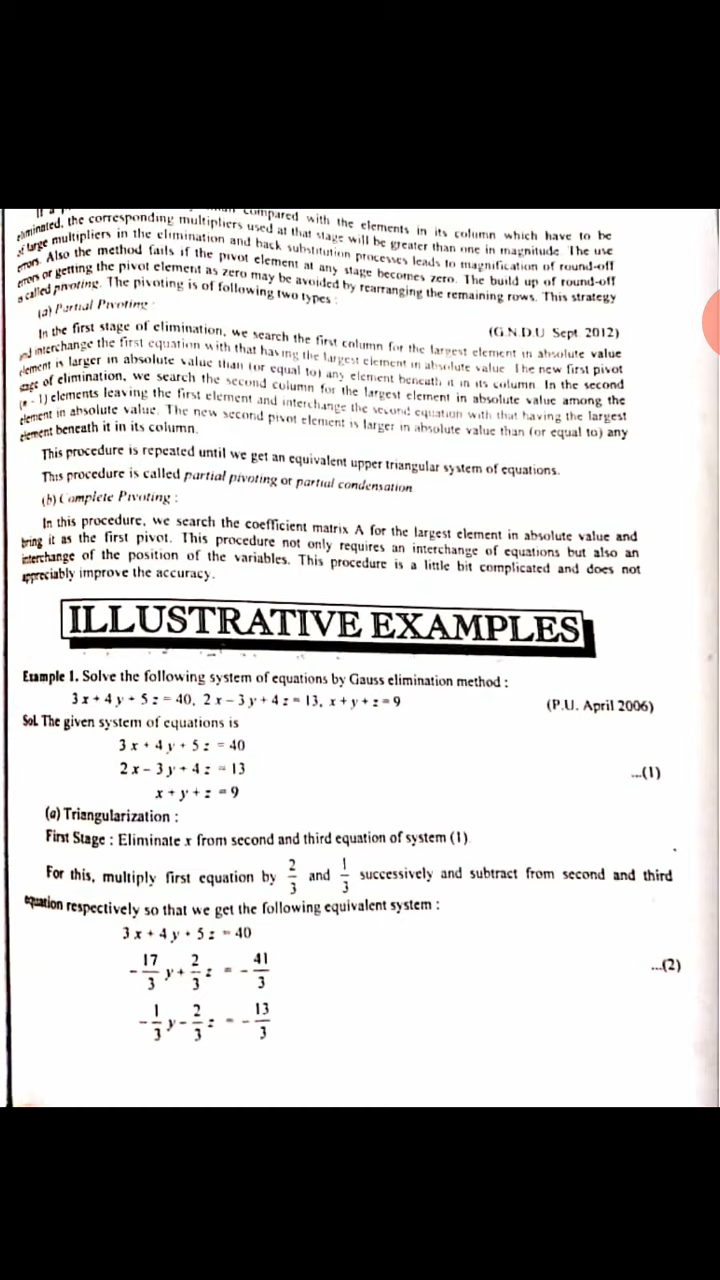 compared with the elements in its column which have to be
eliminated, the corresponding multipliers used at that stage will be greater than one in magnitude. The use
of large multipliers in the elimination and back substitution processes leads to magnification of round-off
errors. Also the method fails if the pivot element at any stage becomes zero. The build up of round-off
errors or getting the pivot element as zero may be avoided by rearranging the remaining rows. This strategy
is called pivoting. The pivoting is of following two types :
(a) Partial Pivoting :
(G.N.D.U Sept 2012)
In the first stage of elimination, we search the first column for the largest element in absolute value
and interchange the first equation with that having the largest element in absolute value. The new first pivot
element is larger in absolute value than (or equal to) any element beneath it in its column. In the second
stage of elimination, we search the second column for the largest element in absolute value among the
(n - 1) elements leaving the first element and interchange the second equation with that having the largest
element in absolute value. The new second pivot element is larger in absolute value than (or equal to) any
element beneath it in its column.
This procedure is repeated until we get an equivalent upper triangular system of equations.
This procedure is called partial pivoting or partial condensation
(b) Complete Pivoting :
In this procedure, we search the coefficient matrix A for the largest element in absolute value and
bring it as the first pivot. This procedure not only requires an interchange of equations but also an
interchange of the position of the variables. This procedure is a little bit complicated and does not
appreciably improve the accuracy.
ILLUSTRATIVE EXAMPLES
Example 1. Solve the following system of equations by Gauss elimination method :
3 x + 4 y + 5 z = 40, 2 x - 3 y + 4 z = 13, x + y + z = 9 (P.U. April 2006)
Sol. The given system of equations is
3 x + 4 y + 5 z = 40
2 x - 3 y + 4 z = 13 ...(1)
x + y + z = 9
(a) Triangularization :
First Stage : Eliminate x from second and third equation of system (1)
For this, multiply first equation by 2/3 and 1/3 successively and subtract from second and third
equation respectively so that we get the following equivalent system :
3 x + 4 y + 5 z = 40
- 17/3 y + 2/3 z = - 41/3 ...(2)
- 1/3 y - 2/3 z = - 13/3